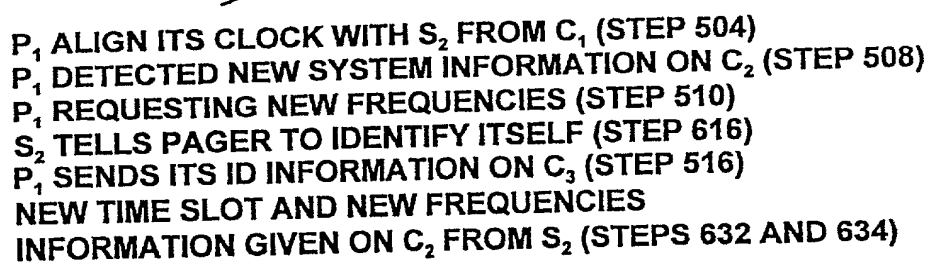 P₁ ALIGN ITS CLOCK WITH S₂ FROM C₁ (STEP 504)
P₁ DETECTED NEW SYSTEM INFORMATION ON C₂ (STEP 508)
P₁ REQUESTING NEW FREQUENCIES (STEP 510)
S₂ TELLS PAGER TO IDENTIFY ITSELF (STEP 616)
P₁ SENDS ITS ID INFORMATION ON C₃ (STEP 516)
NEW TIME SLOT AND NEW FREQUENCIES
INFORMATION GIVEN ON C₂ FROM S₂ (STEPS 632 AND 634)